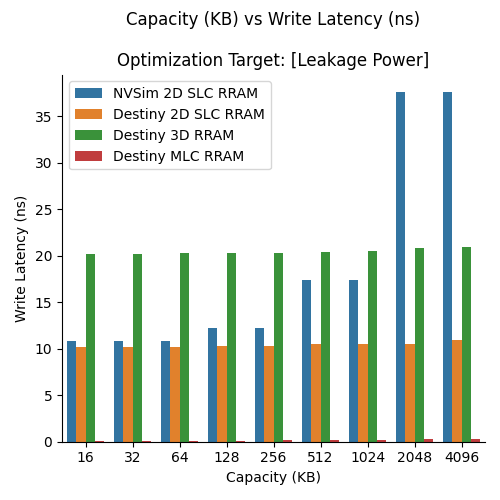 Capacity (KB) vs Write Latency (ns)
Optimization Target: [Leakage Power]
NVSim 2D SLC RRAM
Destiny 2D SLC RRAM
Destiny 3D RRAM
Destiny MLC RRAM
Write Latency (ns)
35
30
25
20
15
10
5
0
16 32 64 128 256 512 1024 2048 4096
Capacity (KB)